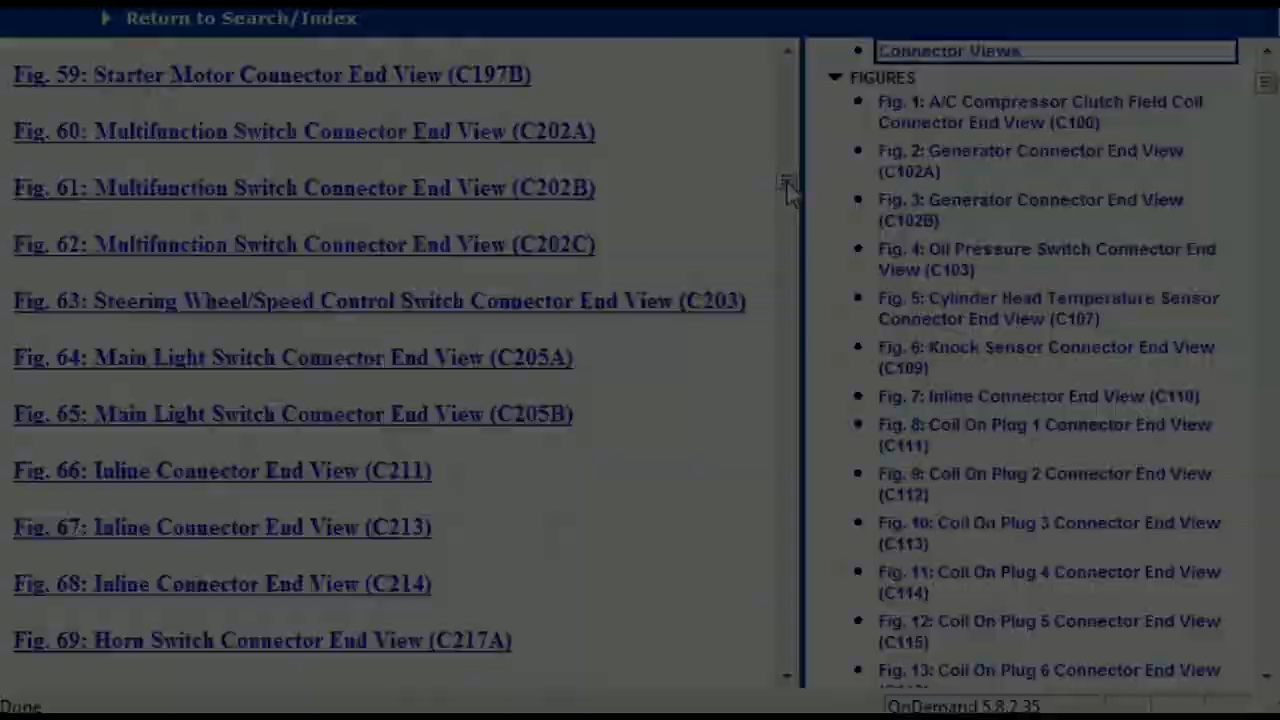 Return to Search/Index
Fig. 59: Starter Motor Connector End View (C197B)
Fig. 60: Multifunction Switch Connector End View (C202A)
Fig. 61: Multifunction Switch Connector End View (C202B)
Fig. 62: Multifunction Switch Connector End View (C202C)
Fig. 63: Steering Wheel/Speed Control Switch Connector End View (C203)
Fig. 64: Main Light Switch Connector End View (C205A)
Fig. 65: Main Light Switch Connector End View (C205B)
Fig. 66: Inline Connector End View (C211)
Fig. 67: Inline Connector End View (C213)
Fig. 68: Inline Connector End View (C214)
Fig. 69: Horn Switch Connector End View (C217A)
Connector Views
FIGURES
Fig. 1: A/C Compressor Clutch Field Coil
Connector End View (C100)
Fig. 2: Generator Connector End View
(C102A)
Fig. 3: Generator Connector End View
(C102B)
Fig. 4: Oil Pressure Switch Connector End
View (C103)
Fig. 5: Cylinder Head Temperature Sensor
Connector End View (C107)
Fig. 6: Knock Sensor Connector End View
(C109)
Fig. 7: Inline Connector End View (C110)
Fig. 8: Coil On Plug 1 Connector End View
(C111)
Fig. 9: Coil On Plug 2 Connector End View
(C112)
Fig. 10: Coil On Plug 3 Connector End View
(C113)
Fig. 11: Coil On Plug 4 Connector End View
(C114)
Fig. 12: Coil On Plug 5 Connector End View
(C115)
Fig. 13: Coil On Plug 6 Connector End View
Done
OnDemand 5.8.2.35